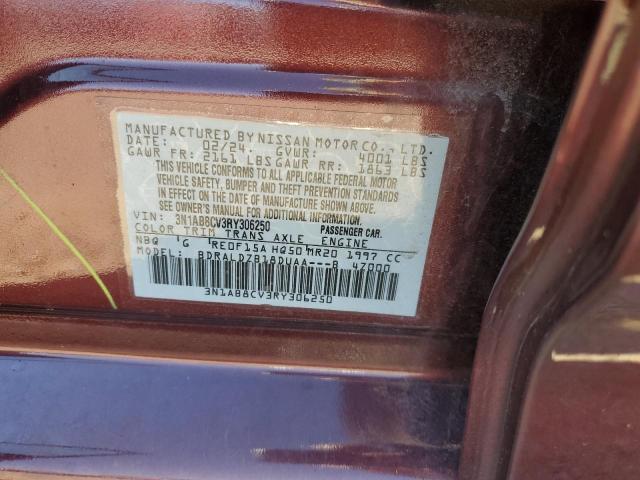 MANUFACTURED BY NISSAN MOTOR CO., LTD.
DATE: 02/24 GVWR: 4001 LBS
GAWR FR: 2161 LBS GAWR RR: 1863 LBS
THIS VEHICLE CONFORMS TO ALL APPLICABLE FEDERAL MOTOR
VEHICLE SAFETY, BUMPER AND THEFT PREVENTION STANDARDS
IN EFFECT ON THE DATE OF MANUFACTURE SHOWN ABOVE.
SEE OWNER'S MANUAL FOR ADDITIONAL INFORMATION.
VIN: 3N1AB8CV3RY306250 PASSENGER CAR
COLOR TRIM TRANS AXLE ENGINE
NBQ G RE0F15A HQ50 MR20 1997 CC
MODEL: BDRALDZB18DUAA---B 47000
3N1AB8CV3RY306250